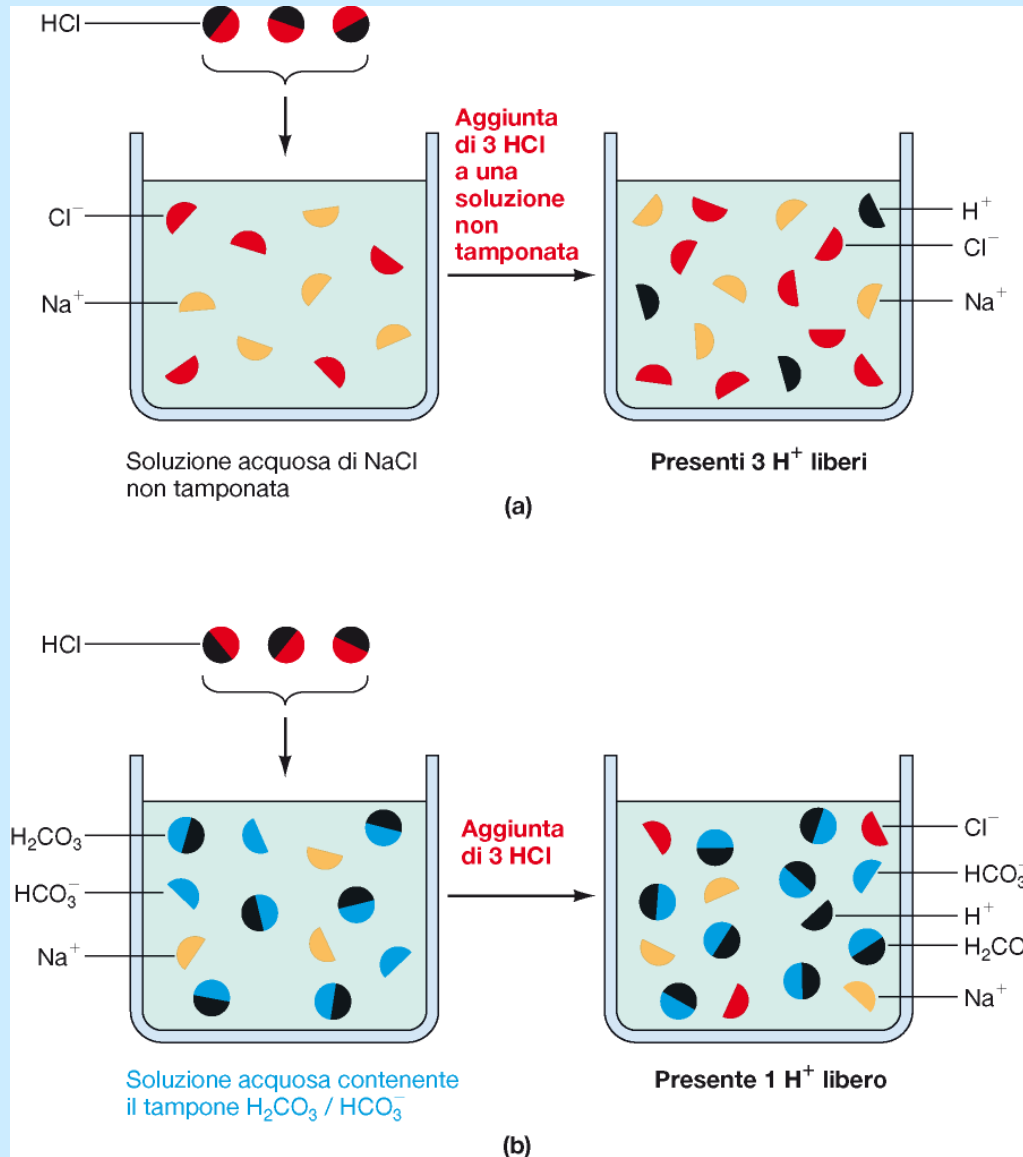 HCl
Aggiunta
di 3 HCl
a una
soluzione
non
tamponata
Cl⁻
Na⁺
H⁺
Cl⁻
Na⁺
Soluzione acquosa di NaCl
non tamponata
Presenti 3 H⁺ liberi
(a)
HCl
Aggiunta
di 3 HCl
H₂CO₃
HCO₃⁻
Na⁺
Cl⁻
HCO₃⁻
H⁺
H₂CO
Na⁺
Soluzione acquosa contenente
il tampone H₂CO₃ / HCO₃⁻
Presente 1 H⁺ libero
(b)